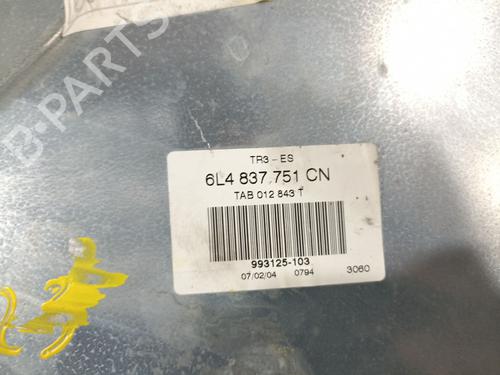 B-PARTS
TR3-ES
6L4 837 751 CN
TAB 012 843 T
993125-103
07/02/04 0794 3060